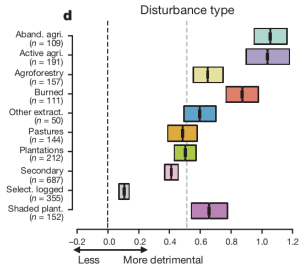 d
Disturbance type
Aband. agri.
(n = 109)
Active agri.
(n = 191)
Agroforestry
(n = 157)
Burned
(n = 111)
Other extract.
(n = 50)
Pastures
(n = 144)
Plantations
(n = 212)
Secondary
(n = 687)
Select. logged
(n = 355)
Shaded plant.
(n = 152)
–0.2 0 0.2 0.4 0.6 0.8 1.0 1.2
Less More detrimental